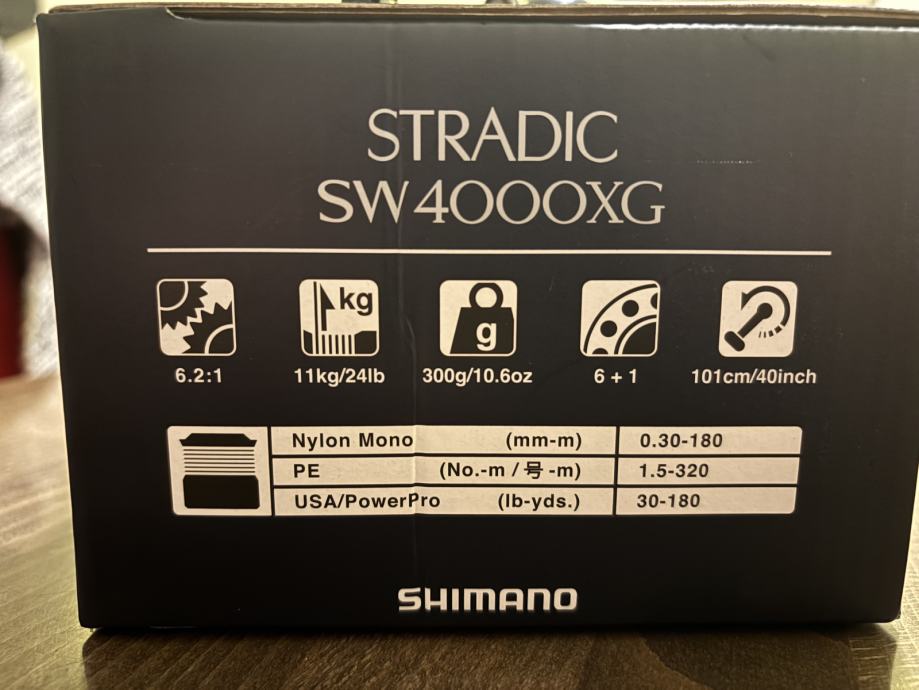 STRADIC
SW4000XG
kg
g
6.2:1 11kg/24lb 300g/10.6oz 6 + 1 101cm/40inch
Nylon Mono (mm-m) 0.30-180
PE (No.-m / 号 -m) 1.5-320
USA/PowerPro (lb-yds.) 30-180
SHIMANO